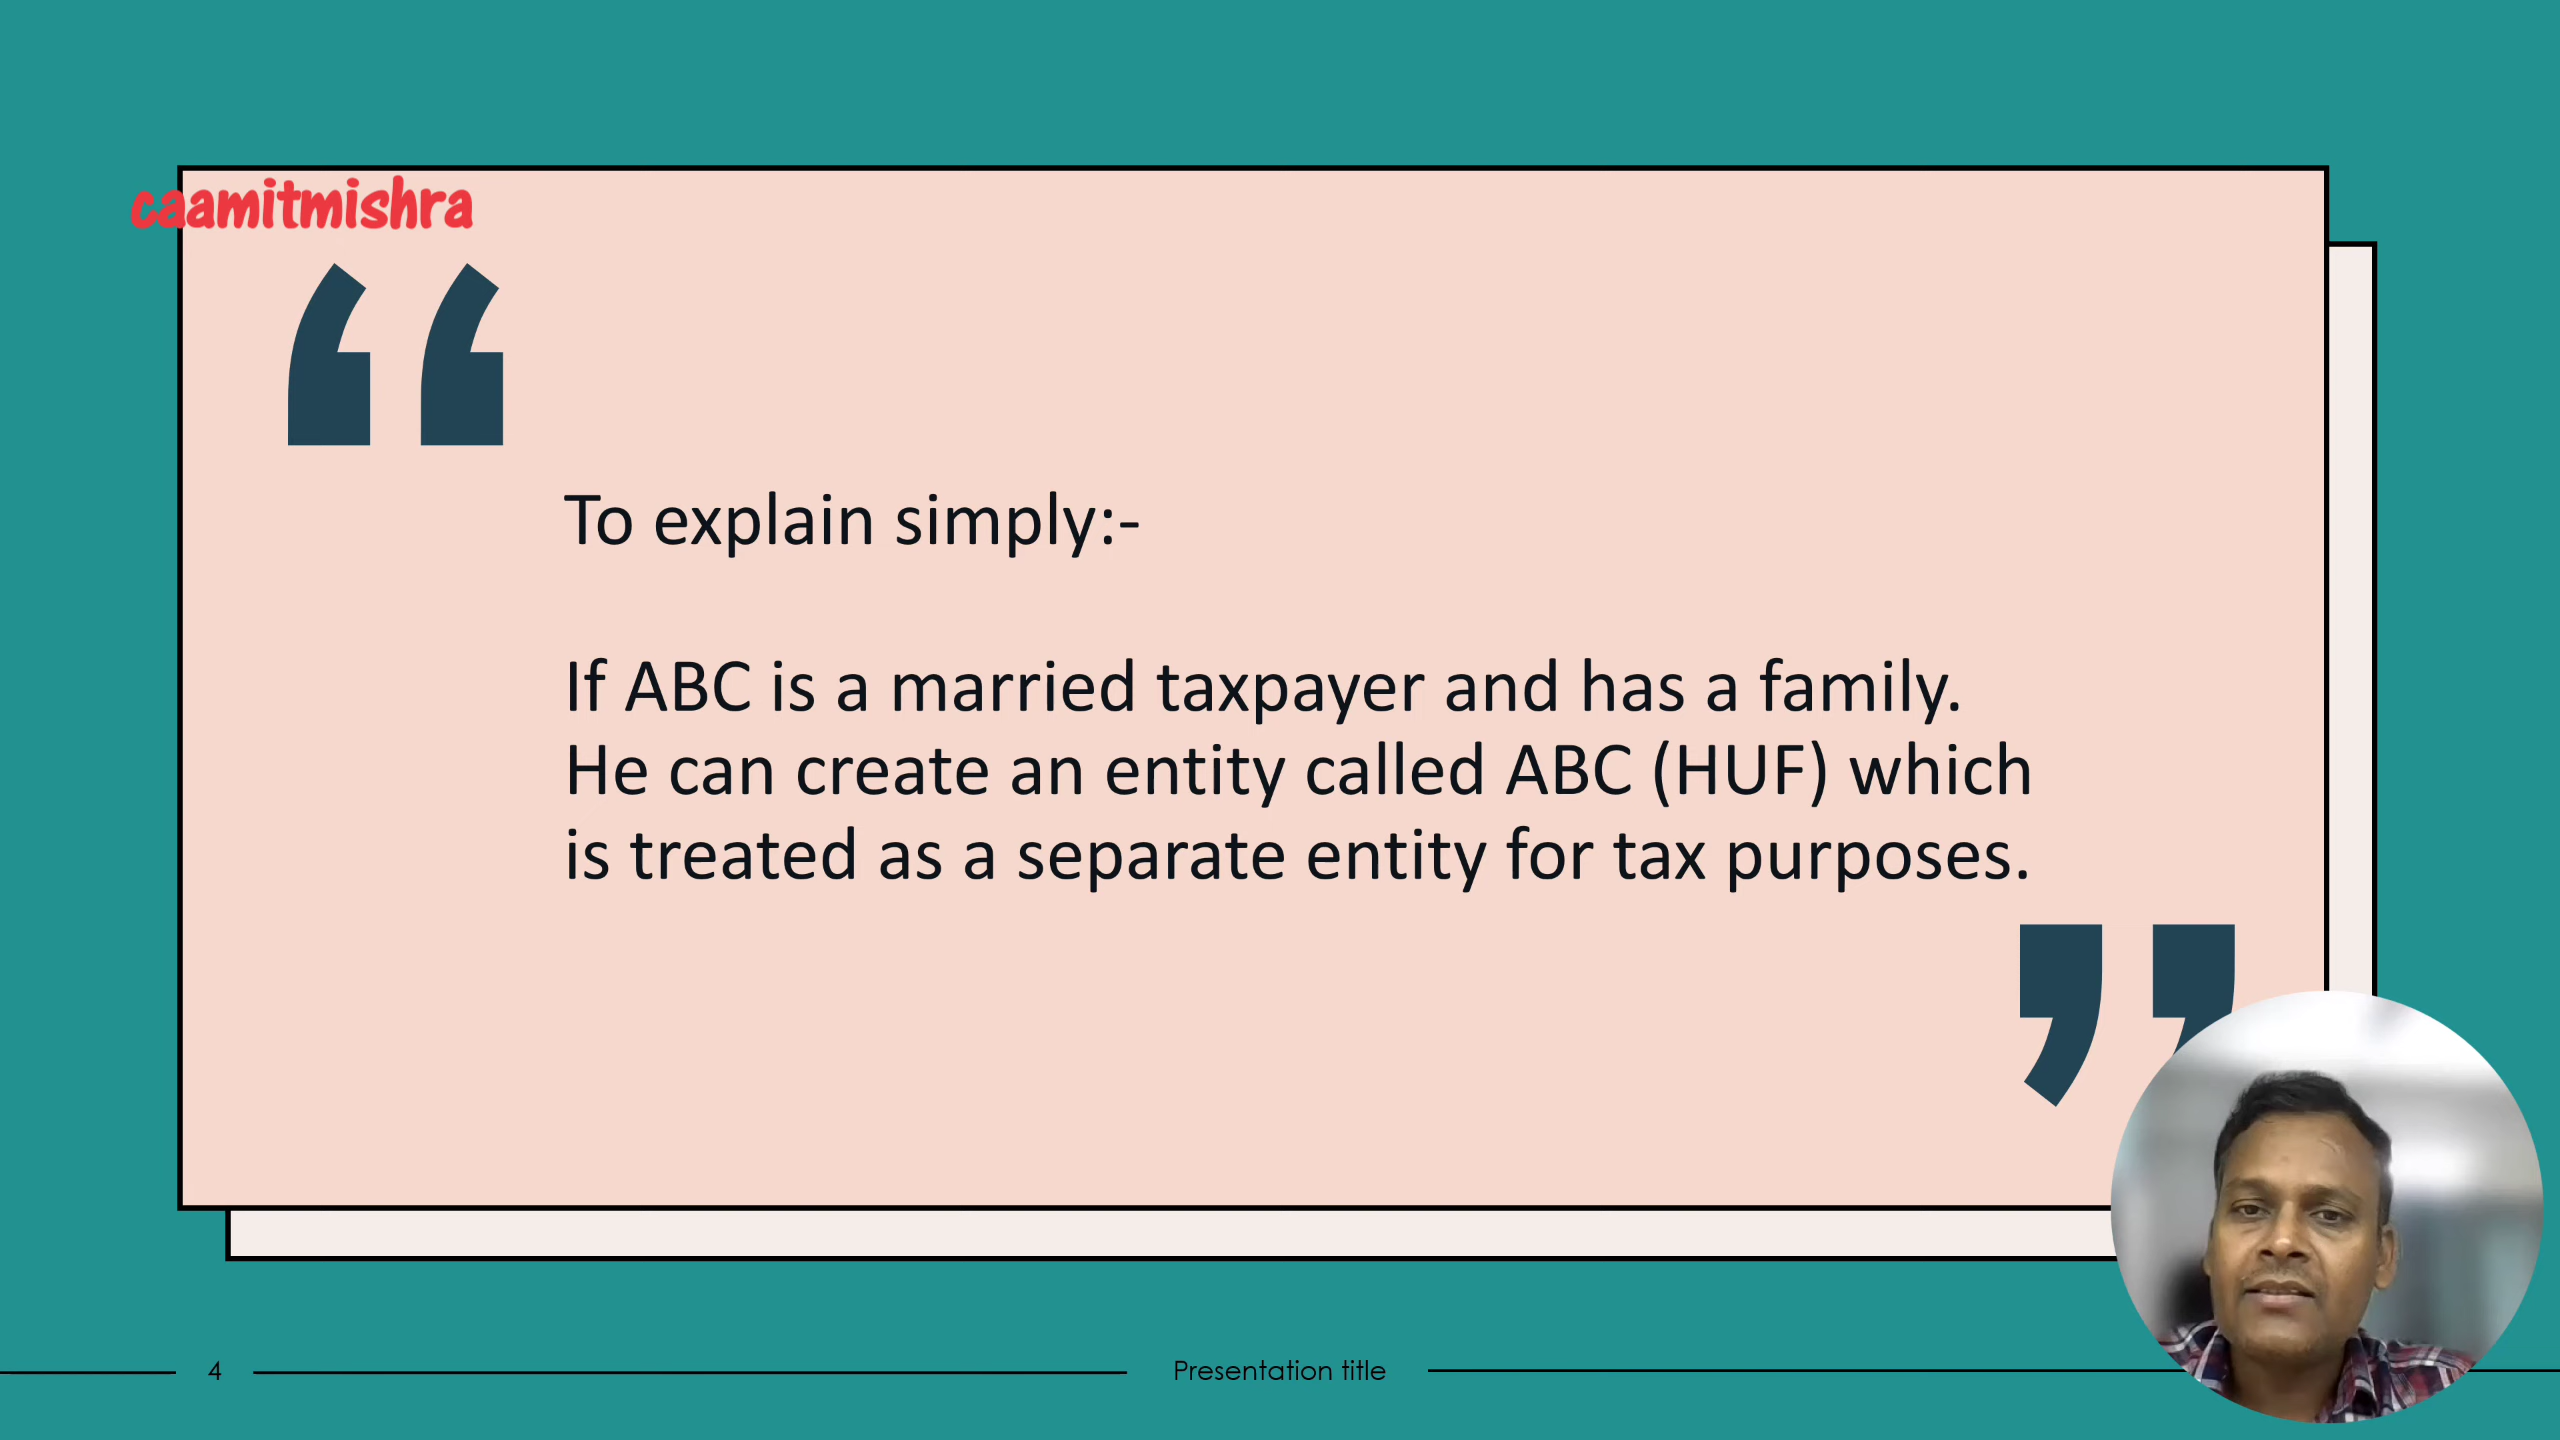 caamitmishra
To explain simply:-
If ABC is a married taxpayer and has a family.
He can create an entity called ABC (HUF) which
is treated as a separate entity for tax purposes.
4
Presentation title